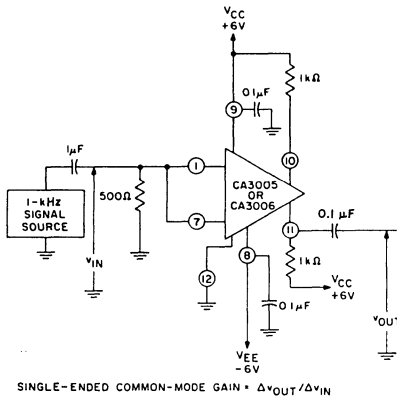 VCC
+6V
0.1µF
1kΩ
9
1µF
1
10
500Ω
CA3005
OR
CA3006
1-kHz
SIGNAL
SOURCE
7
11
0.1 µF
vIN
12
8
1kΩ
VCC
+6V
0.1µF
vOUT
VEE
-6V
SINGLE-ENDED COMMON-MODE GAIN = ΔvOUT/ΔvIN